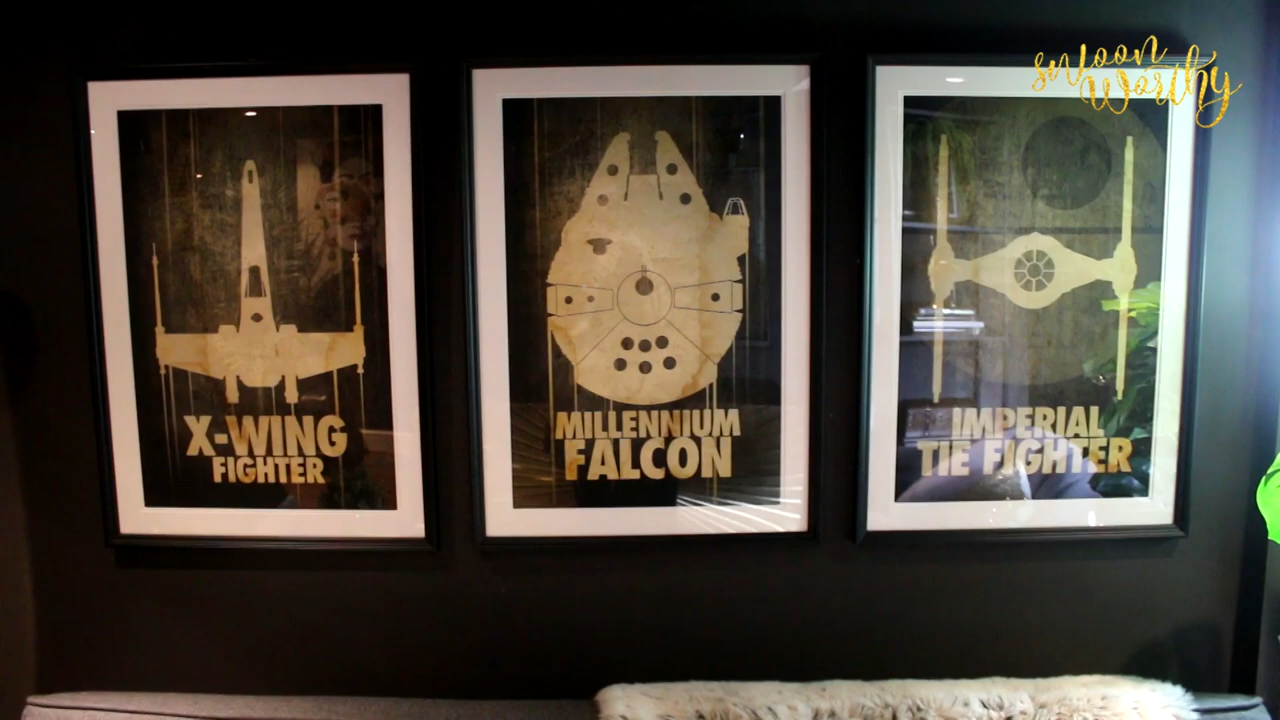 swoon
worthy
X-WING
FIGHTER
MILLENNIUM
FALCON
IMPERIAL
TIE FIGHTER